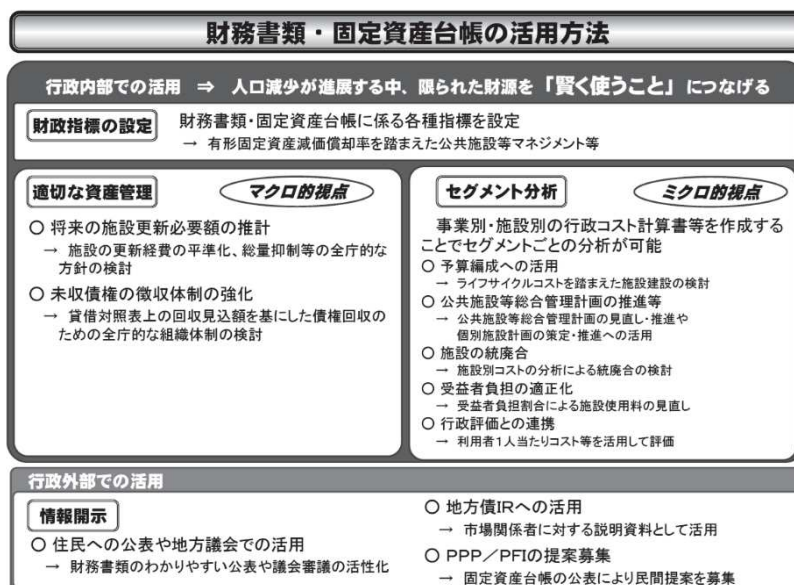 財務書類・固定資産台帳の活用方法
行政内部での活用 ⇒ 人口減少が進展する中、限られた財源を「賢く使うこと」につなげる
財政指標の設定
財務書類・固定資産台帳に係る各種指標を設定
→ 有形固定資産減価償却率を踏まえた公共施設等マネジメント等
適切な資産管理
マクロ的視点
○ 将来の施設更新必要額の推計
→ 施設の更新経費の平準化、総量抑制等の全庁的な
方針の検討
○ 未収債権の徴収体制の強化
→ 貸借対照表上の回収見込額を基にした債権回収の
ための全庁的な組織体制の検討
セグメント分析
ミクロ的視点
事業別・施設別の行政コスト計算書等を作成する
ことでセグメントごとの分析が可能
○ 予算編成への活用
→ ライフサイクルコストを踏まえた施設建設の検討
○ 公共施設等総合管理計画の推進等
→ 公共施設等総合管理計画の見直し・推進や
個別施設計画の策定・推進への活用
○ 施設の統廃合
→ 施設別コストの分析による統廃合の検討
○ 受益者負担の適正化
→ 受益者負担割合による施設使用料の見直し
○ 行政評価との連携
→ 利用者1人当たりコスト等を活用して評価
行政外部での活用
情報開示
○ 住民への公表や地方議会での活用
→ 財務書類のわかりやすい公表や議会審議の活性化
○ 地方債IRへの活用
→ 市場関係者に対する説明資料として活用
○ PPP／PFIの提案募集
→ 固定資産台帳の公表により民間提案を募集